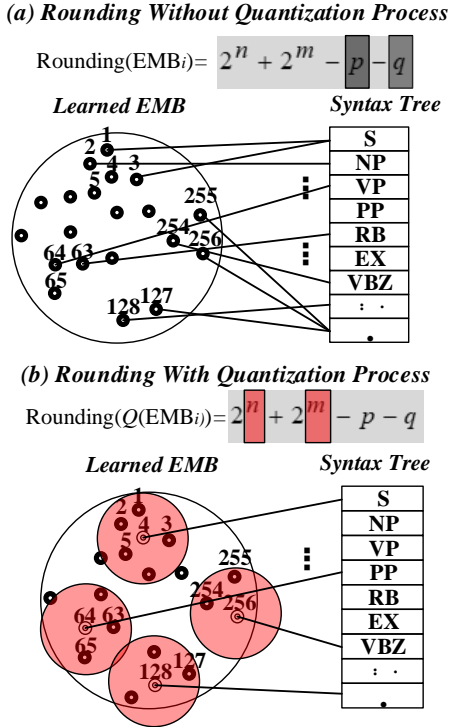 (a) Rounding Without Quantization Process
Rounding(EMBi)= 2^n + 2^m − p − q
Learned EMB
Syntax Tree
1
2
4
3
5
255
254
256
64
63
65
128
127
S
NP
VP
PP
RB
EX
VBZ
: ·
.
(b) Rounding With Quantization Process
Rounding(Q(EMBi))= 2^n + 2^m − p − q
Learned EMB
Syntax Tree
1
2
4
3
5
255
254
256
64
63
65
128
127
S
NP
VP
PP
RB
EX
VBZ
: ·
.